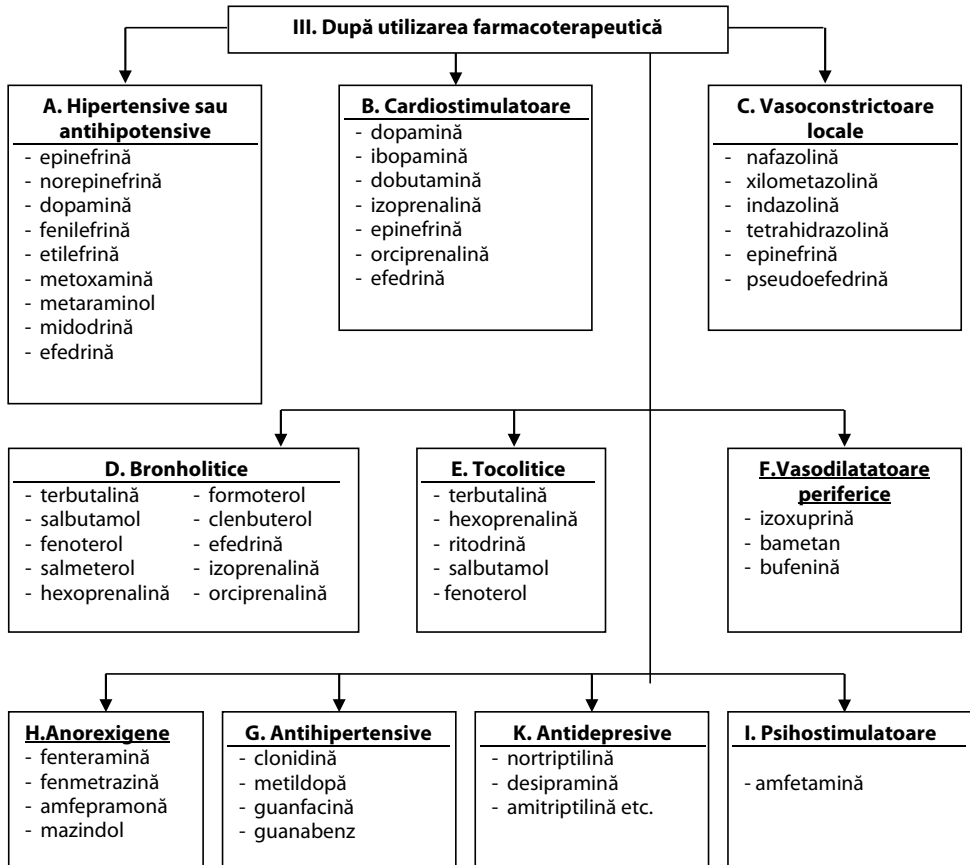 III. După utilizarea farmacoterapeutică
A. Hipertensive sau
antihipotensive
- epinefrină
- norepinefrină
- dopamină
- fenilefrină
- etilefrină
- metoxamină
- metaraminol
- midodrină
- efedrină
B. Cardiostimulatoare
- dopamină
- ibopamină
- dobutamină
- izoprenalină
- epinefrină
- orciprenalină
- efedrină
C. Vasoconstrictoare
locale
- nafazolină
- xilometazolină
- indazolină
- tetrahidrazolină
- epinefrină
- pseudoefedrină
D. Bronholitice
- terbutalină
- salbutamol
- fenoterol
- salmeterol
- hexoprenalină
- formoterol
- clenbuterol
- efedrină
- izoprenalină
- orciprenalină
E. Tocolitice
- terbutalină
- hexoprenalină
- ritodrină
- salbutamol
- fenoterol
F.Vasodilatatoare
periferice
- izoxuprină
- bametan
- bufenină
H.Anorexigene
- fenteramină
- fenmetrazină
- amfepramonă
- mazindol
G. Antihipertensive
- clonidină
- metildopă
- guanfacină
- guanabenz
K. Antidepresive
- nortriptilină
- desipramină
- amitriptilină etc.
I. Psihostimulatoare
- amfetamină